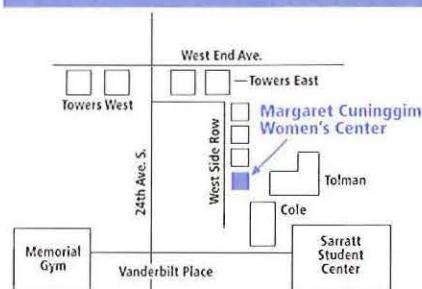 West End Ave.
Towers East
Towers West
Margaret Cuninggim
Women's Center
24th Ave. S.
West Side Row
Tolman
Cole
Memorial
Gym
Vanderbilt Place
Sarratt
Student
Center